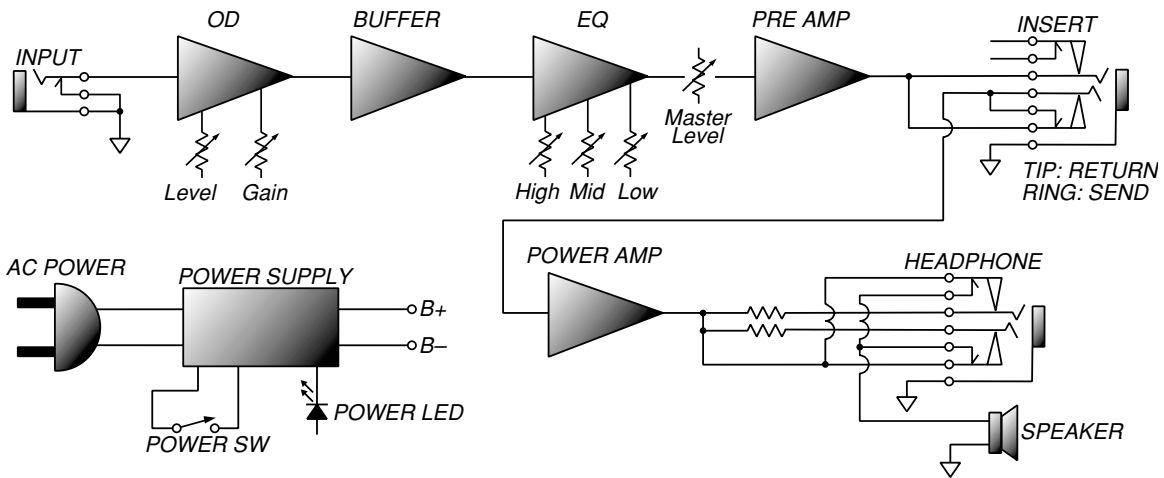 OD
BUFFER
EQ
PRE AMP
INSERT
INPUT
Master
Level
Level
Gain
High
Mid
Low
TIP: RETURN
RING: SEND
AC POWER
POWER SUPPLY
B+
B–
POWER LED
POWER SW
POWER AMP
HEADPHONE
SPEAKER